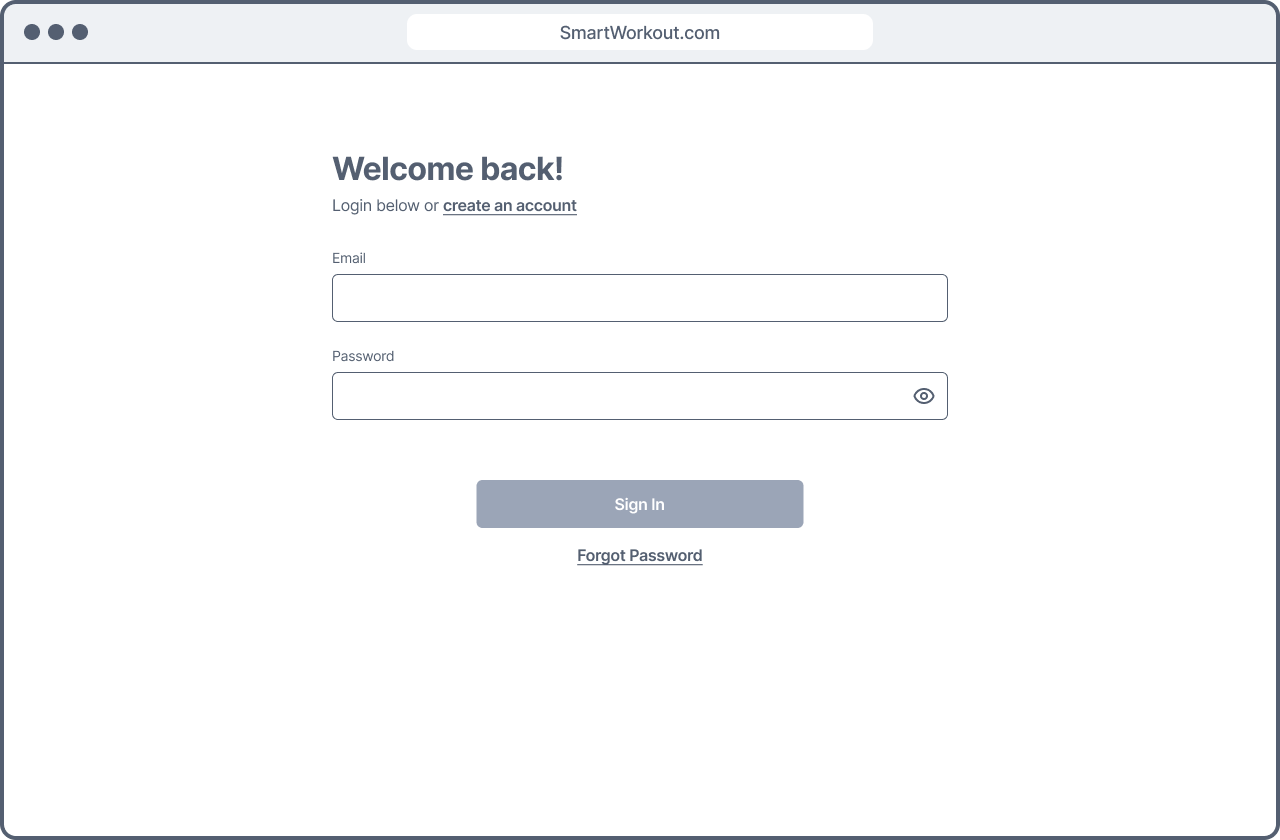 SmartWorkout.com
Welcome back!
Login below or create an account
Email
Password
Sign In
Forgot Password